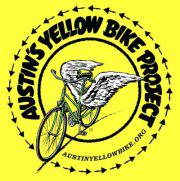 AUSTIN'S YELLOW BIKE PROJECT
AUSTINYELLOWBIKE.ORG